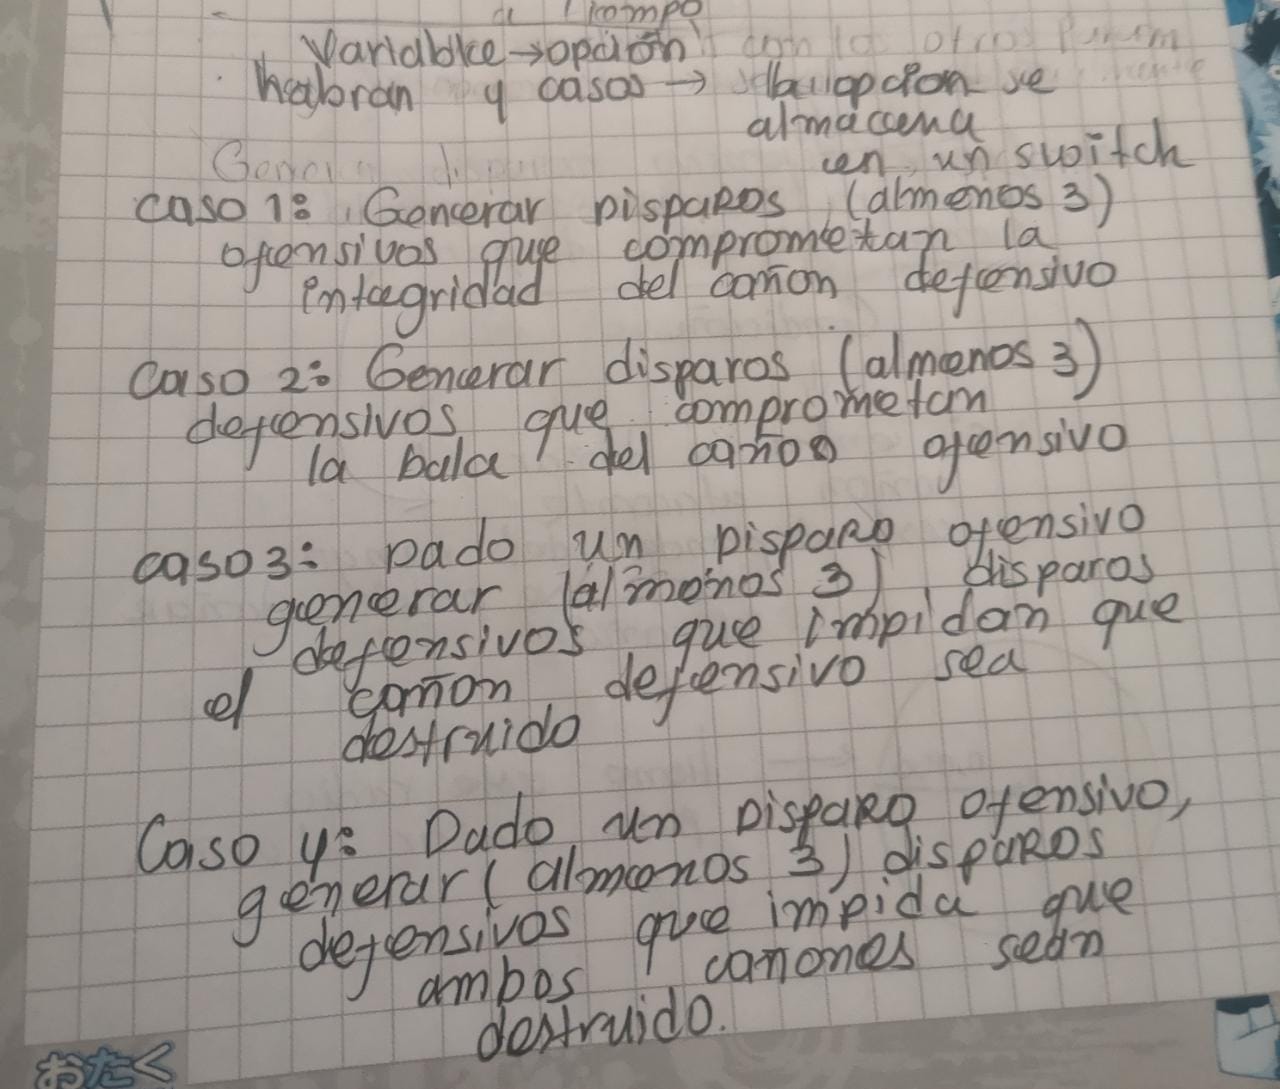 tiempo
Variablke → opción
habran y casos → la opcion se
almacena
en un switch
caso 1: Generar DisparOs (almenos 3)
ofensivos que comprometan la
integridad del cañon defensivo
Caso 2: Generar disparos (almenos 3)
defensivos que comprometan
la bala del cañon ofensivo
caso 3: Dado un Disparo ofensivo
generar (almenos 3) disparos
defensivos que impidan que
el cañon defensivo sea
destruido
Caso 4: Dado un Disparo ofensivo,
generar (almenos 3) disparos
defensivos que impida que
ambos cañones sean
destruido.
おたく